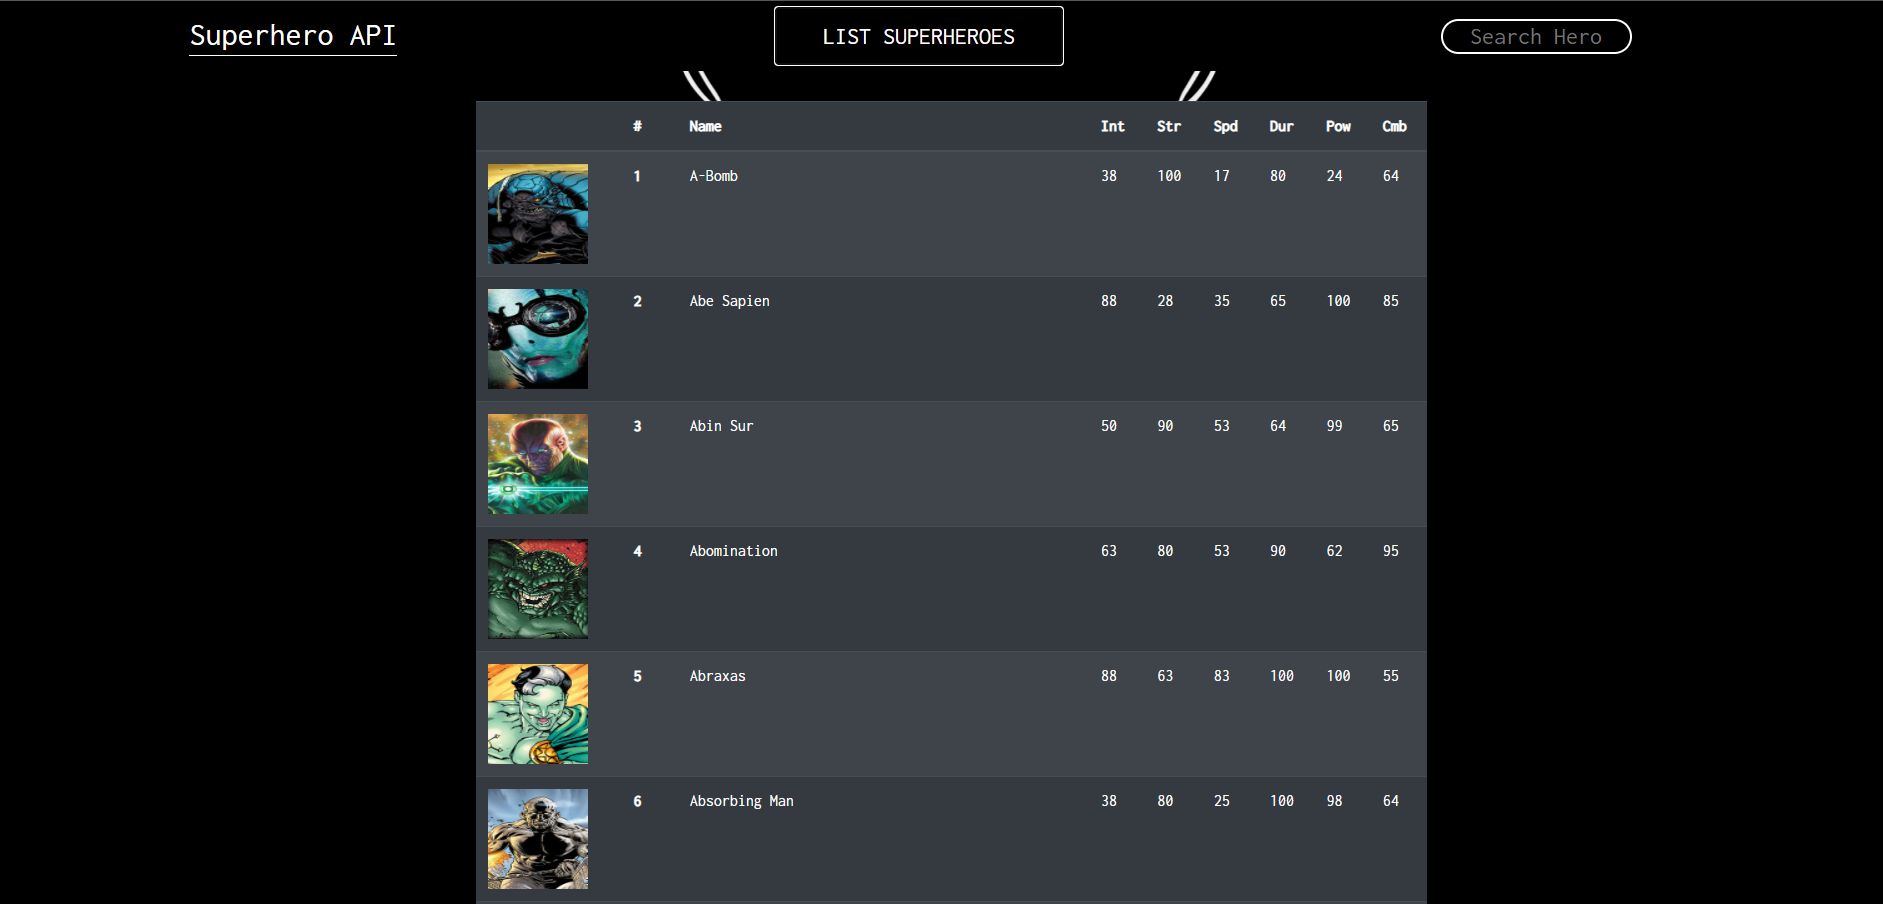 Superhero API LIST SUPERHEROES Search Hero
# Name Int Str Spd Dur Pow Cmb
1 A-Bomb 38 100 17 80 24 64
2 Abe Sapien 88 28 35 65 100 85
3 Abin Sur 50 90 53 64 99 65
4 Abomination 63 80 53 90 62 95
5 Abraxas 88 63 83 100 100 55
6 Absorbing Man 38 80 25 100 98 64